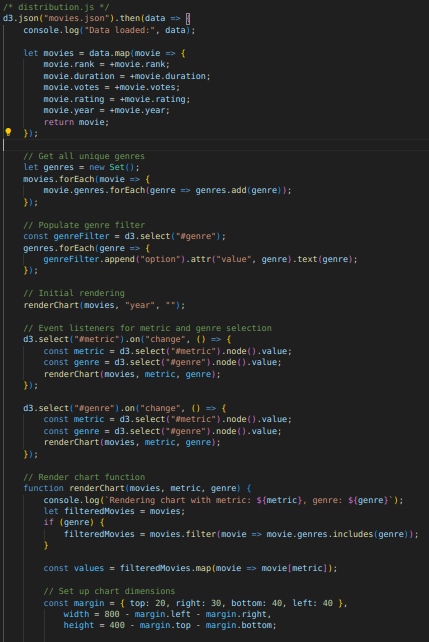 /* distribution.js */
d3.json("movies.json").then(data => {
    console.log("Data loaded:", data);

    let movies = data.map(movie => {
        movie.rank = +movie.rank;
        movie.duration = +movie.duration;
        movie.votes = +movie.votes;
        movie.rating = +movie.rating;
        movie.year = +movie.year;
        return movie;
    });

    // Get all unique genres
    let genres = new Set();
    movies.forEach(movie => {
        movie.genres.forEach(genre => genres.add(genre));
    });

    // Populate genre filter
    const genreFilter = d3.select("#genre");
    genres.forEach(genre => {
        genreFilter.append("option").attr("value", genre).text(genre);
    });

    // Initial rendering
    renderChart(movies, "year", "");

    // Event listeners for metric and genre selection
    d3.select("#metric").on("change", () => {
        const metric = d3.select("#metric").node().value;
        const genre = d3.select("#genre").node().value;
        renderChart(movies, metric, genre);
    });

    d3.select("#genre").on("change", () => {
        const metric = d3.select("#metric").node().value;
        const genre = d3.select("#genre").node().value;
        renderChart(movies, metric, genre);
    });

    // Render chart function
    function renderChart(movies, metric, genre) {
        console.log(`Rendering chart with metric: ${metric}, genre: ${genre}`);
        let filteredMovies = movies;
        if (genre) {
            filteredMovies = movies.filter(movie => movie.genres.includes(genre));
        }

        const values = filteredMovies.map(movie => movie[metric]);

        // Set up chart dimensions
        const margin = { top: 20, right: 30, bottom: 40, left: 40 },
            width = 800 - margin.left - margin.right,
            height = 400 - margin.top - margin.bottom;